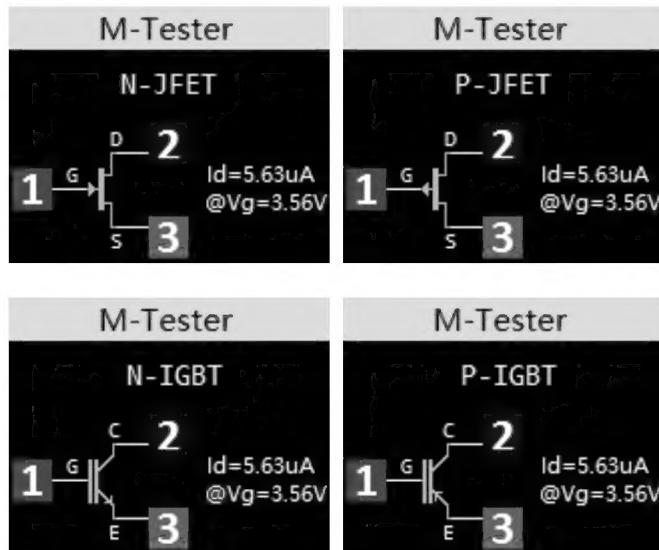 M-Tester
N-JFET
D
2
1
G
Id=5.63uA
@Vg=3.56V
S
3
M-Tester
P-JFET
D
2
1
G
Id=5.63uA
@Vg=3.56V
S
3
M-Tester
N-IGBT
C
2
1
G
Id=5.63uA
@Vg=3.56V
E
3
M-Tester
P-IGBT
C
2
1
G
Id=5.63uA
@Vg=3.56V
E
3